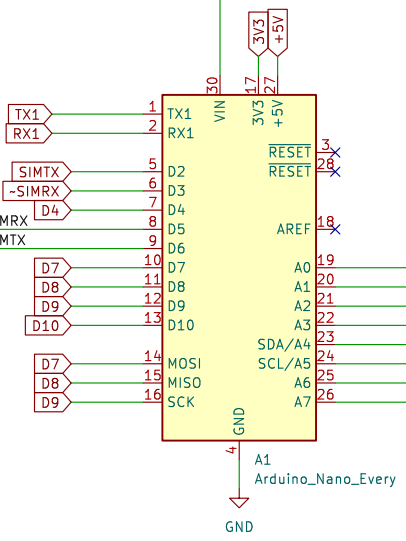 3V3 +5V
30 17 27
VIN 3V3 +5V
TX1 1 TX1
RX1 2 RX1
RESET 3
SIMTX 5 D2 RESET 28
~SIMRX 6 D3
D4 7 D4
MRX 8 D5 AREF 18
MTX 9 D6
D7 10 D7 A0 19
D8 11 D8 A1 20
D9 12 D9 A2 21
D10 13 D10 A3 22
SDA/A4 23
D7 14 MOSI SCL/A5 24
D8 15 MISO A6 25
D9 16 SCK A7 26
GND
4
A1
Arduino_Nano_Every
GND